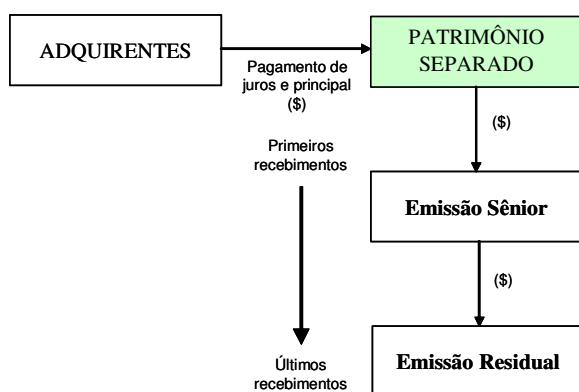 ADQUIRENTES
PATRIMÔNIO
SEPARADO
Pagamento de
juros e principal
($)
($)
Primeiros
recebimentos
Emissão Sênior
($)
Últimos
recebimentos
Emissão Residual